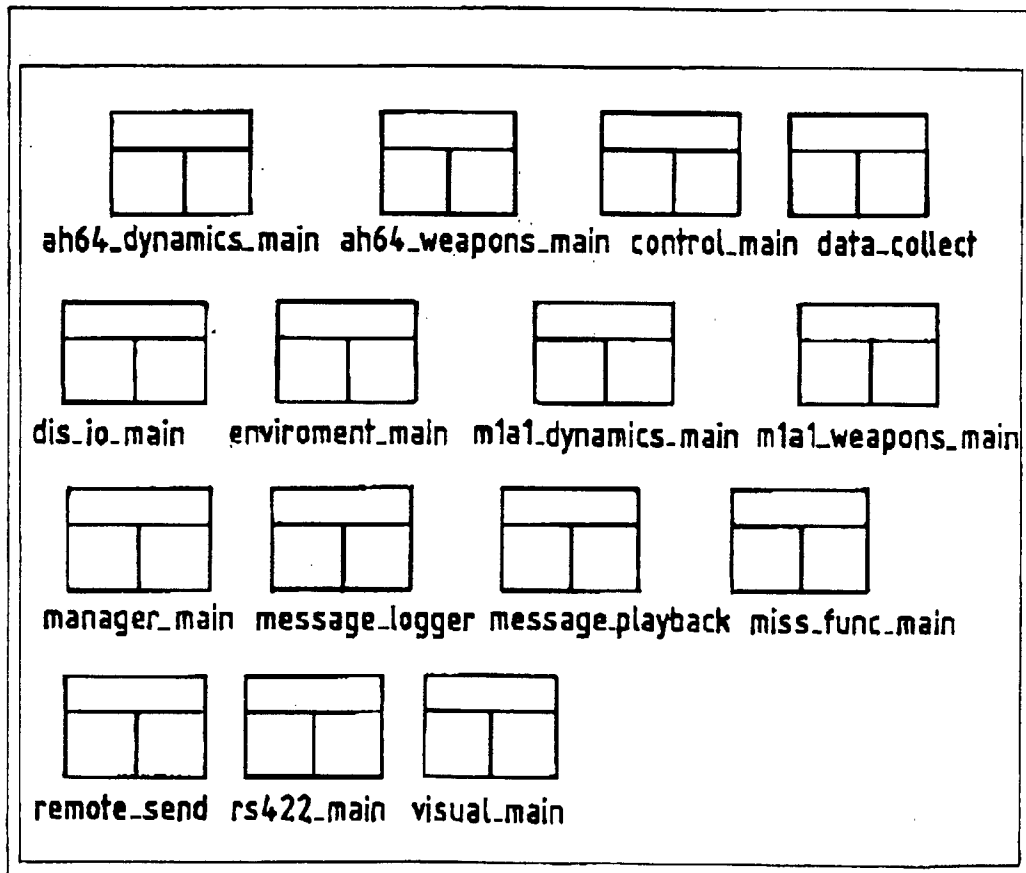 ah64_dynamics_main ah64_weapons_main control_main data_collect
dis_io_main enviroment_main m1a1_dynamics_main m1a1_weapons_main
manager_main message_logger message_playback miss_func_main
remote_send rs422_main visual_main